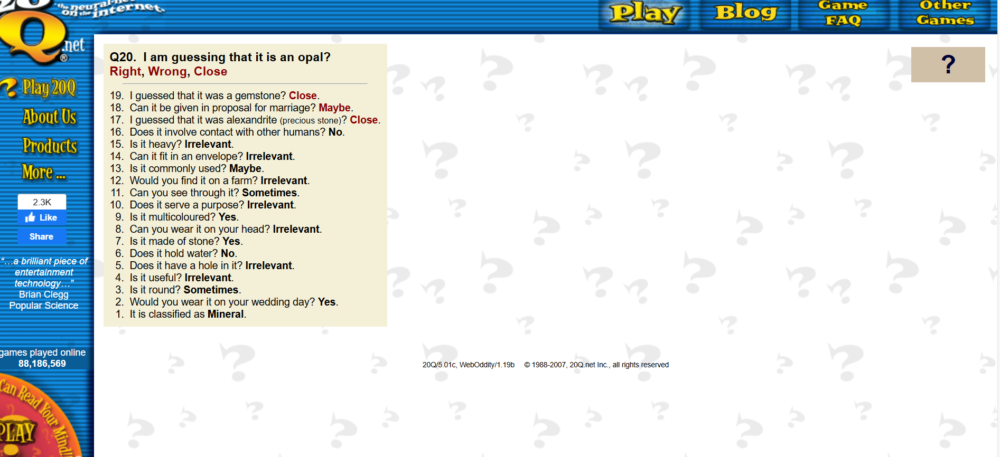 20
the neural-net
on the internet.
Q
.net
®
Play
Blog
Game
FAQ
Other
Games
Play 20Q
About Us
Products
More ...
2.3K
Like
Share
“…a brilliant piece of
entertainment
technology…”
Brian Clegg
Popular Science
games played online
88,186,569
Can Read Your Mind!
PLAY
Q20. I am guessing that it is an opal?
Right, Wrong, Close
19. I guessed that it was a gemstone? Close.
18. Can it be given in proposal for marriage? Maybe.
17. I guessed that it was alexandrite (precious stone)? Close.
16. Does it involve contact with other humans? No.
15. Is it heavy? Irrelevant.
14. Can it fit in an envelope? Irrelevant.
13. Is it commonly used? Maybe.
12. Would you find it on a farm? Irrelevant.
11. Can you see through it? Sometimes.
10. Does it serve a purpose? Irrelevant.
9. Is it multicoloured? Yes.
8. Can you wear it on your head? Irrelevant.
7. Is it made of stone? Yes.
6. Does it hold water? No.
5. Does it have a hole in it? Irrelevant.
4. Is it useful? Irrelevant.
3. Is it round? Sometimes.
2. Would you wear it on your wedding day? Yes.
1. It is classified as Mineral.
?
20Q/5.01c, WebOddity/1.19b © 1988-2007, 20Q.net Inc., all rights reserved